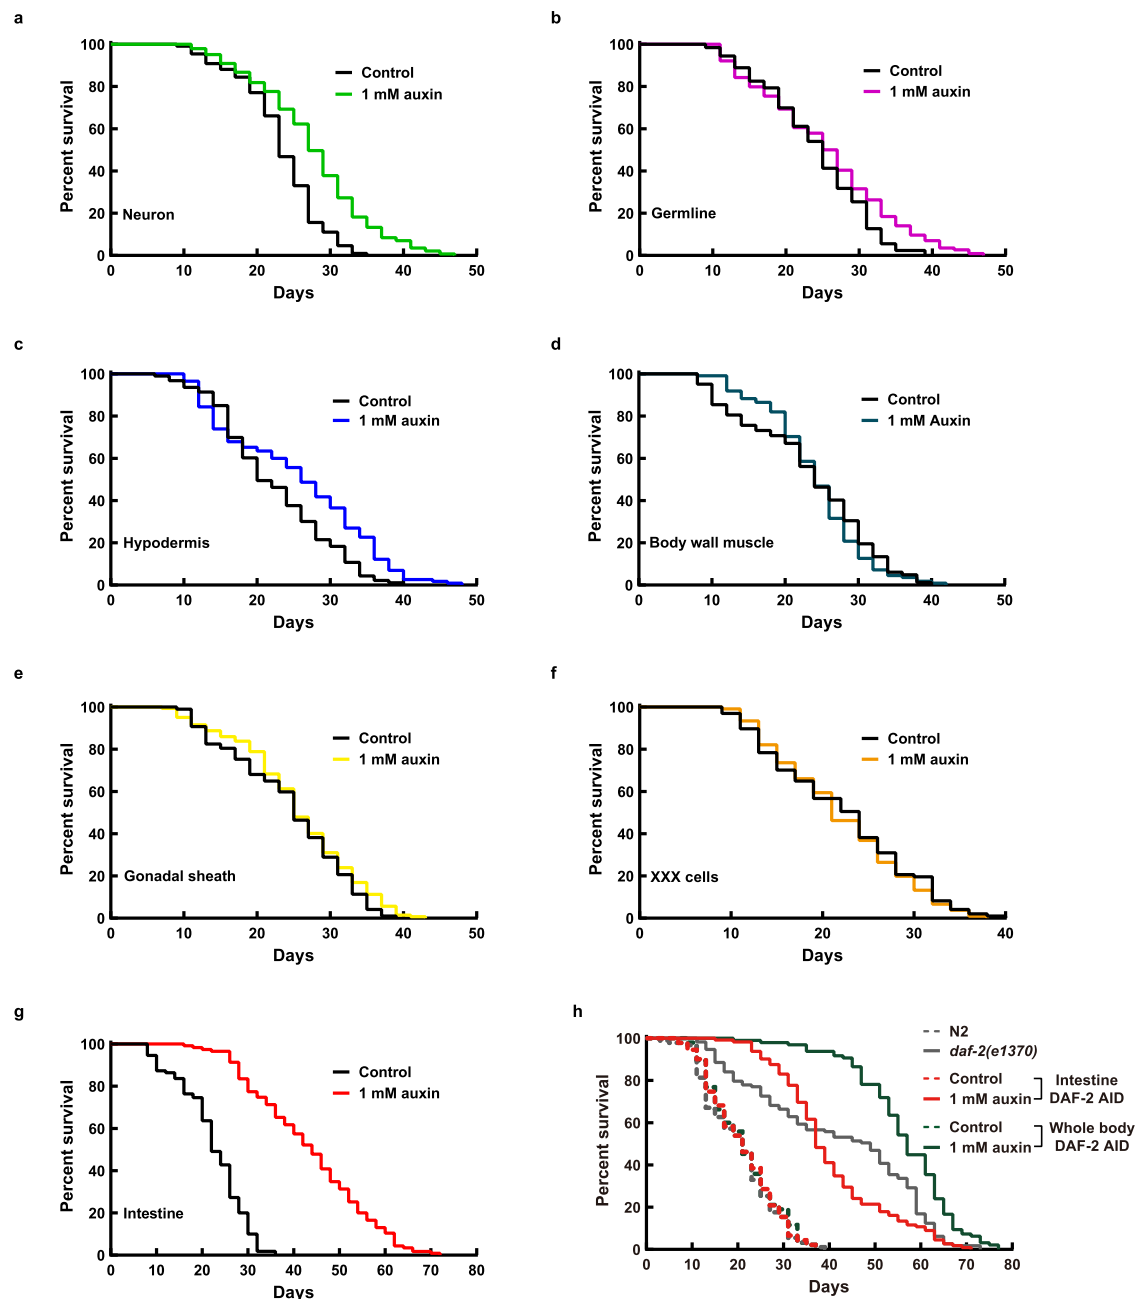 a
100
80
60
40
20
0
Percent survival
Control
1 mM auxin
Neuron
0 10 20 30 40 50
Days
b
100
80
60
40
20
0
Percent survival
Control
1 mM auxin
Germline
0 10 20 30 40 50
Days
c
100
80
60
40
20
0
Percent survival
Control
1 mM auxin
Hypodermis
0 10 20 30 40 50
Days
d
100
80
60
40
20
0
Percent survival
Control
1 mM Auxin
Body wall muscle
0 10 20 30 40 50
Days
e
100
80
60
40
20
0
Percent survival
Control
1 mM auxin
Gonadal sheath
0 10 20 30 40 50
Days
f
100
80
60
40
20
0
Percent survival
Control
1 mM auxin
XXX cells
0 10 20 30 40
Days
g
100
80
60
40
20
0
Percent survival
Control
1 mM auxin
Intestine
0 10 20 30 40 50 60 70 80
Days
h
100
80
60
40
20
0
Percent survival
N2
daf-2(e1370)
Control
1 mM auxin
Intestine
DAF-2 AID
Control
1 mM auxin
Whole body
DAF-2 AID
0 10 20 30 40 50 60 70 80
Days